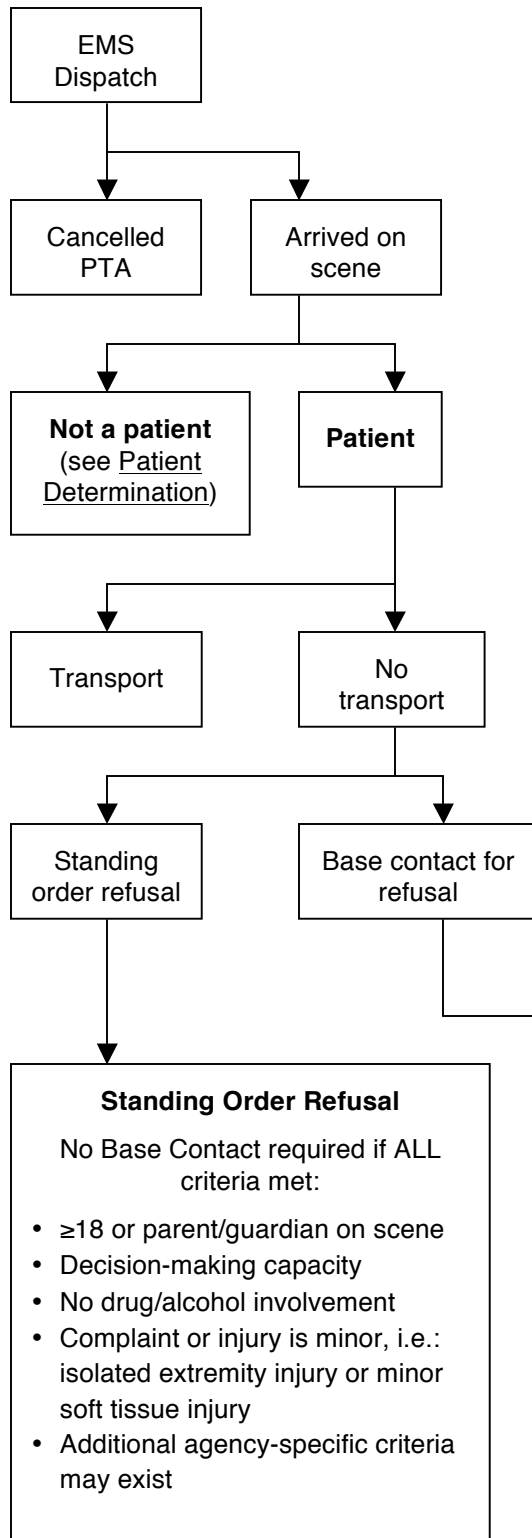 EMS
Dispatch
Cancelled
PTA
Arrived on
scene
Not a patient
(see Patient
Determination)
Patient
Transport
No
transport
Standing
order refusal
Base contact for
refusal
Standing Order Refusal
No Base Contact required if ALL
criteria met:
• ≥18 or parent/guardian on scene
• Decision-making capacity
• No drug/alcohol involvement
• Complaint or injury is minor, i.e.:
isolated extremity injury or minor
soft tissue injury
• Additional agency-specific criteria
may exist